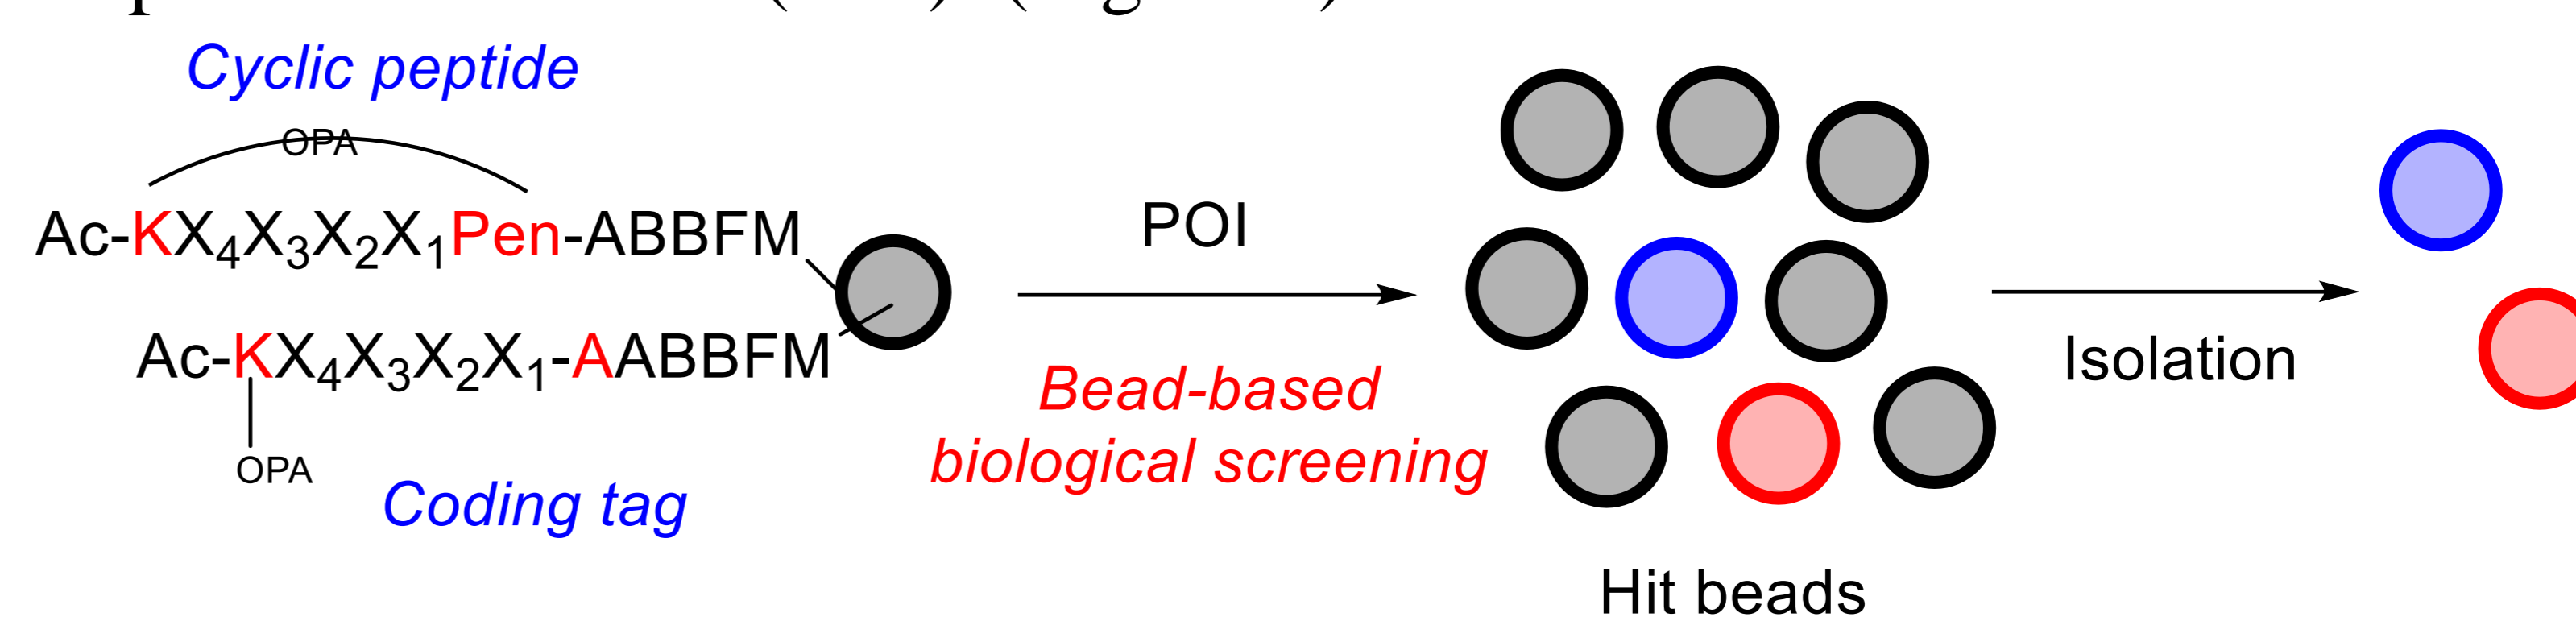 Cyclic peptide
OPA
Ac-KX₄X₃X₂X₁Pen-ABBFM
Ac-KX₄X₃X₂X₁-AABBFM
OPA
Coding tag
POI
Bead-based
biological screening
Hit beads
Isolation